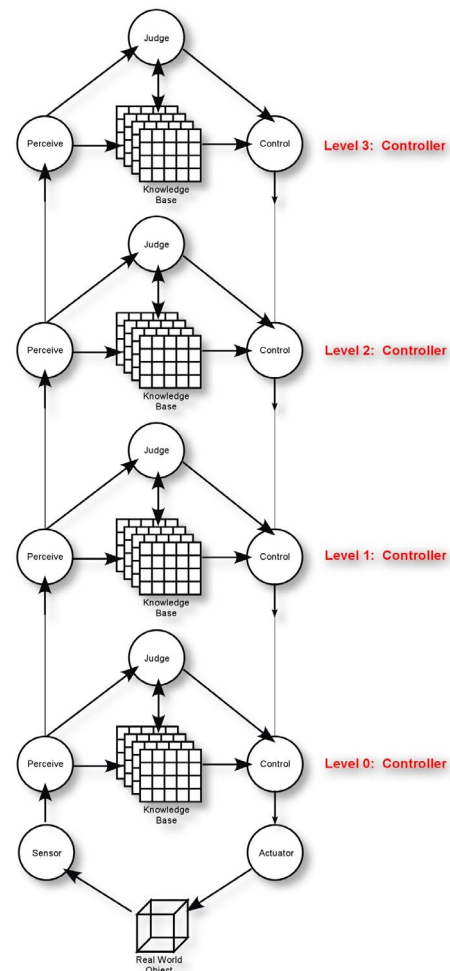 Judge
Perceive
Control
Level 3:  Controller
Knowledge
Base
Judge
Perceive
Control
Level 2:  Controller
Knowledge
Base
Judge
Perceive
Control
Level 1:  Controller
Knowledge
Base
Judge
Perceive
Control
Level 0:  Controller
Knowledge
Base
Sensor
Actuator
Real World
Object